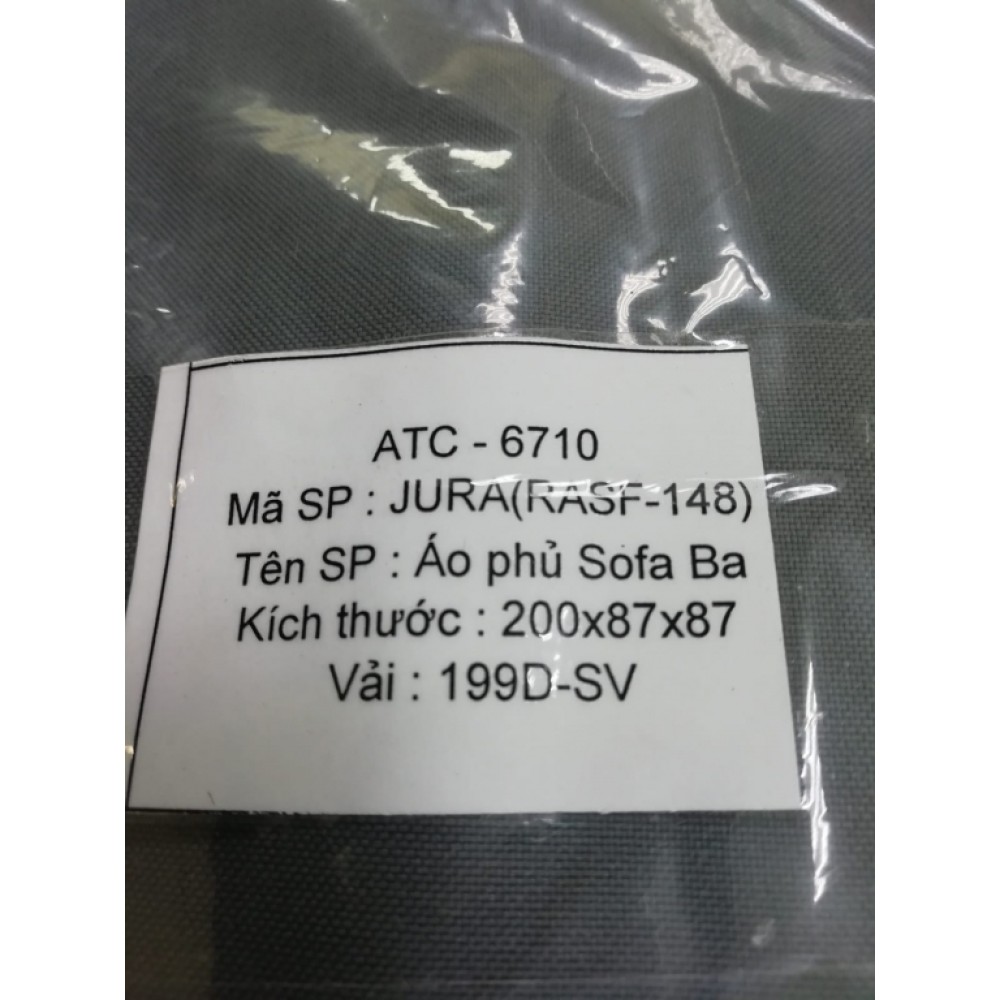 ATC - 6710
Mã SP : JURA(RASF-148)
Tên SP : Áo phủ Sofa Ba
Kích thước : 200x87x87
Vải : 199D-SV